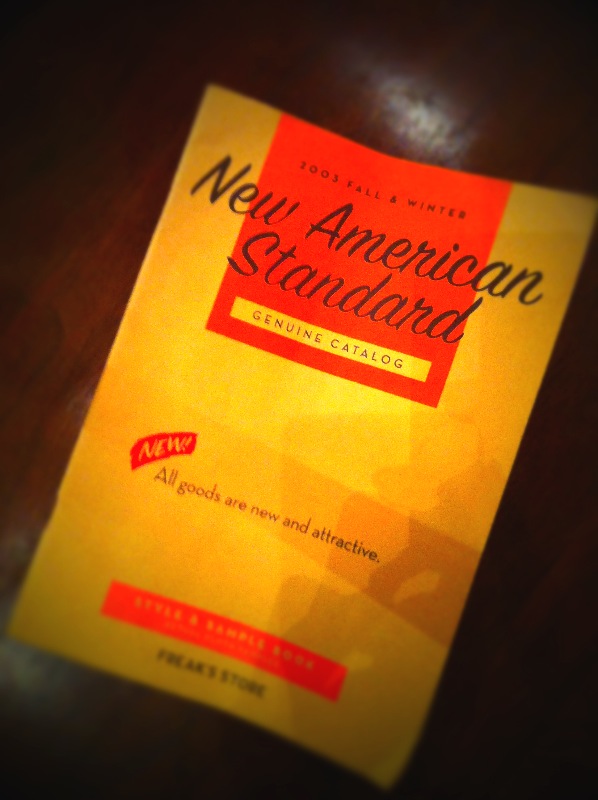 2003 FALL & WINTER
New American
Standard
GENUINE CATALOG
NEW!
All goods are new and attractive.
STYLE & SAMPLE BOOK
FREAK'S STORE